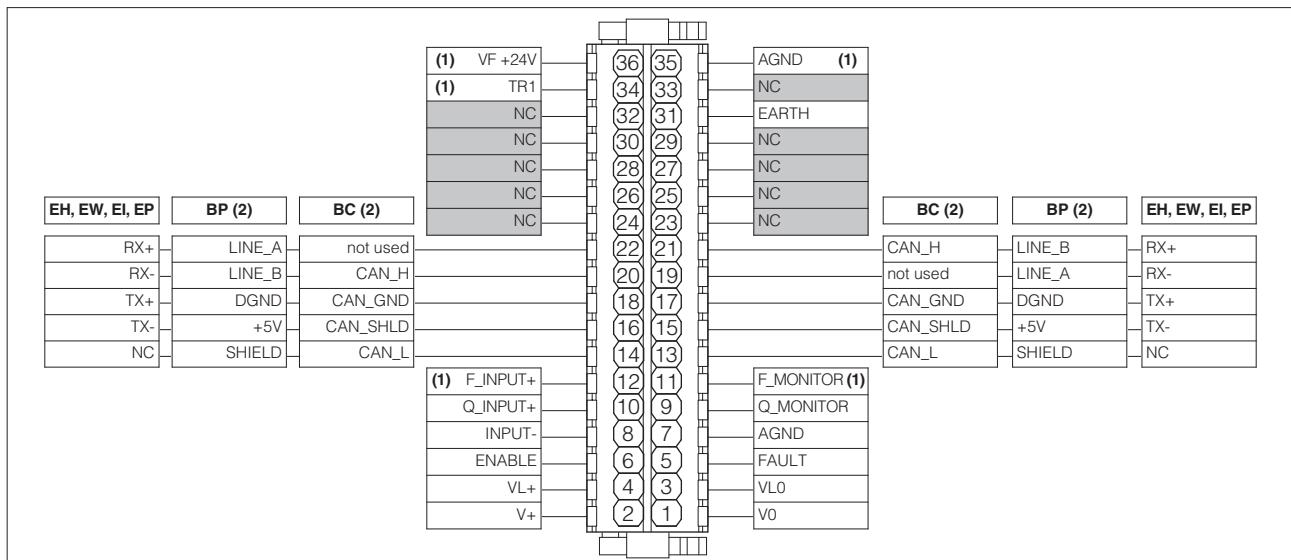 (1) VF +24V 36 35 AGND (1)
(1) TR1 34 33 NC
NC 32 31 EARTH
NC 30 29 NC
NC 28 27 NC
NC 26 25 NC
NC 24 23 NC
EH, EW, EI, EP BP (2) BC (2) BC (2) BP (2) EH, EW, EI, EP
RX+ LINE_A not used 22 21 CAN_H LINE_B RX+
RX- LINE_B CAN_H 20 19 not used LINE_A RX-
TX+ DGND CAN_GND 18 17 CAN_GND DGND TX+
TX- +5V CAN_SHLD 16 15 CAN_SHLD +5V TX-
NC SHIELD CAN_L 14 13 CAN_L SHIELD NC
(1) F_INPUT+ 12 11 F_MONITOR (1)
Q_INPUT+ 10 9 Q_MONITOR
INPUT- 8 7 AGND
ENABLE 6 5 FAULT
VL+ 4 3 VL0
V+ 2 1 V0